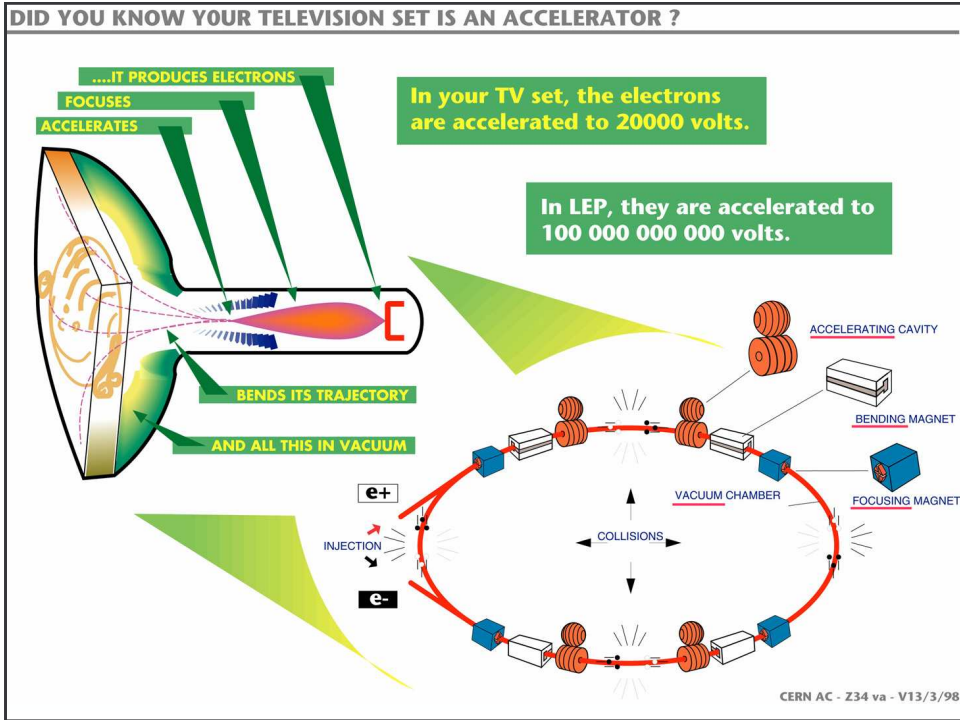 DID YOU KNOW YOUR TELEVISION SET IS AN ACCELERATOR ?
....IT PRODUCES ELECTRONS
FOCUSES
ACCELERATES
In your TV set, the electrons
are accelerated to 20000 volts.
In LEP, they are accelerated to
100 000 000 000 volts.
BENDS ITS TRAJECTORY
AND ALL THIS IN VACUUM
ACCELERATING CAVITY
BENDING MAGNET
FOCUSING MAGNET
VACUUM CHAMBER
e+
INJECTION
e-
COLLISIONS
CERN AC - Z34 va - V13/3/98